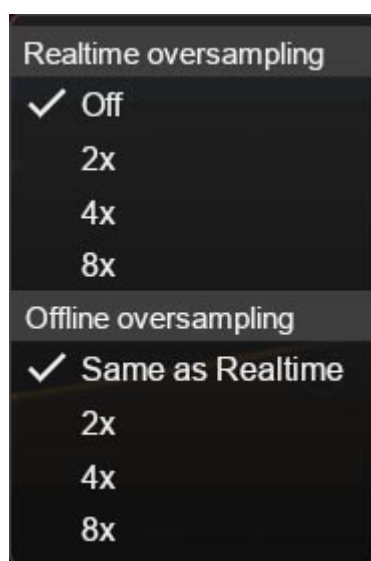 Realtime oversampling
Off
2x
4x
8x
Offline oversampling
Same as Realtime
2x
4x
8x